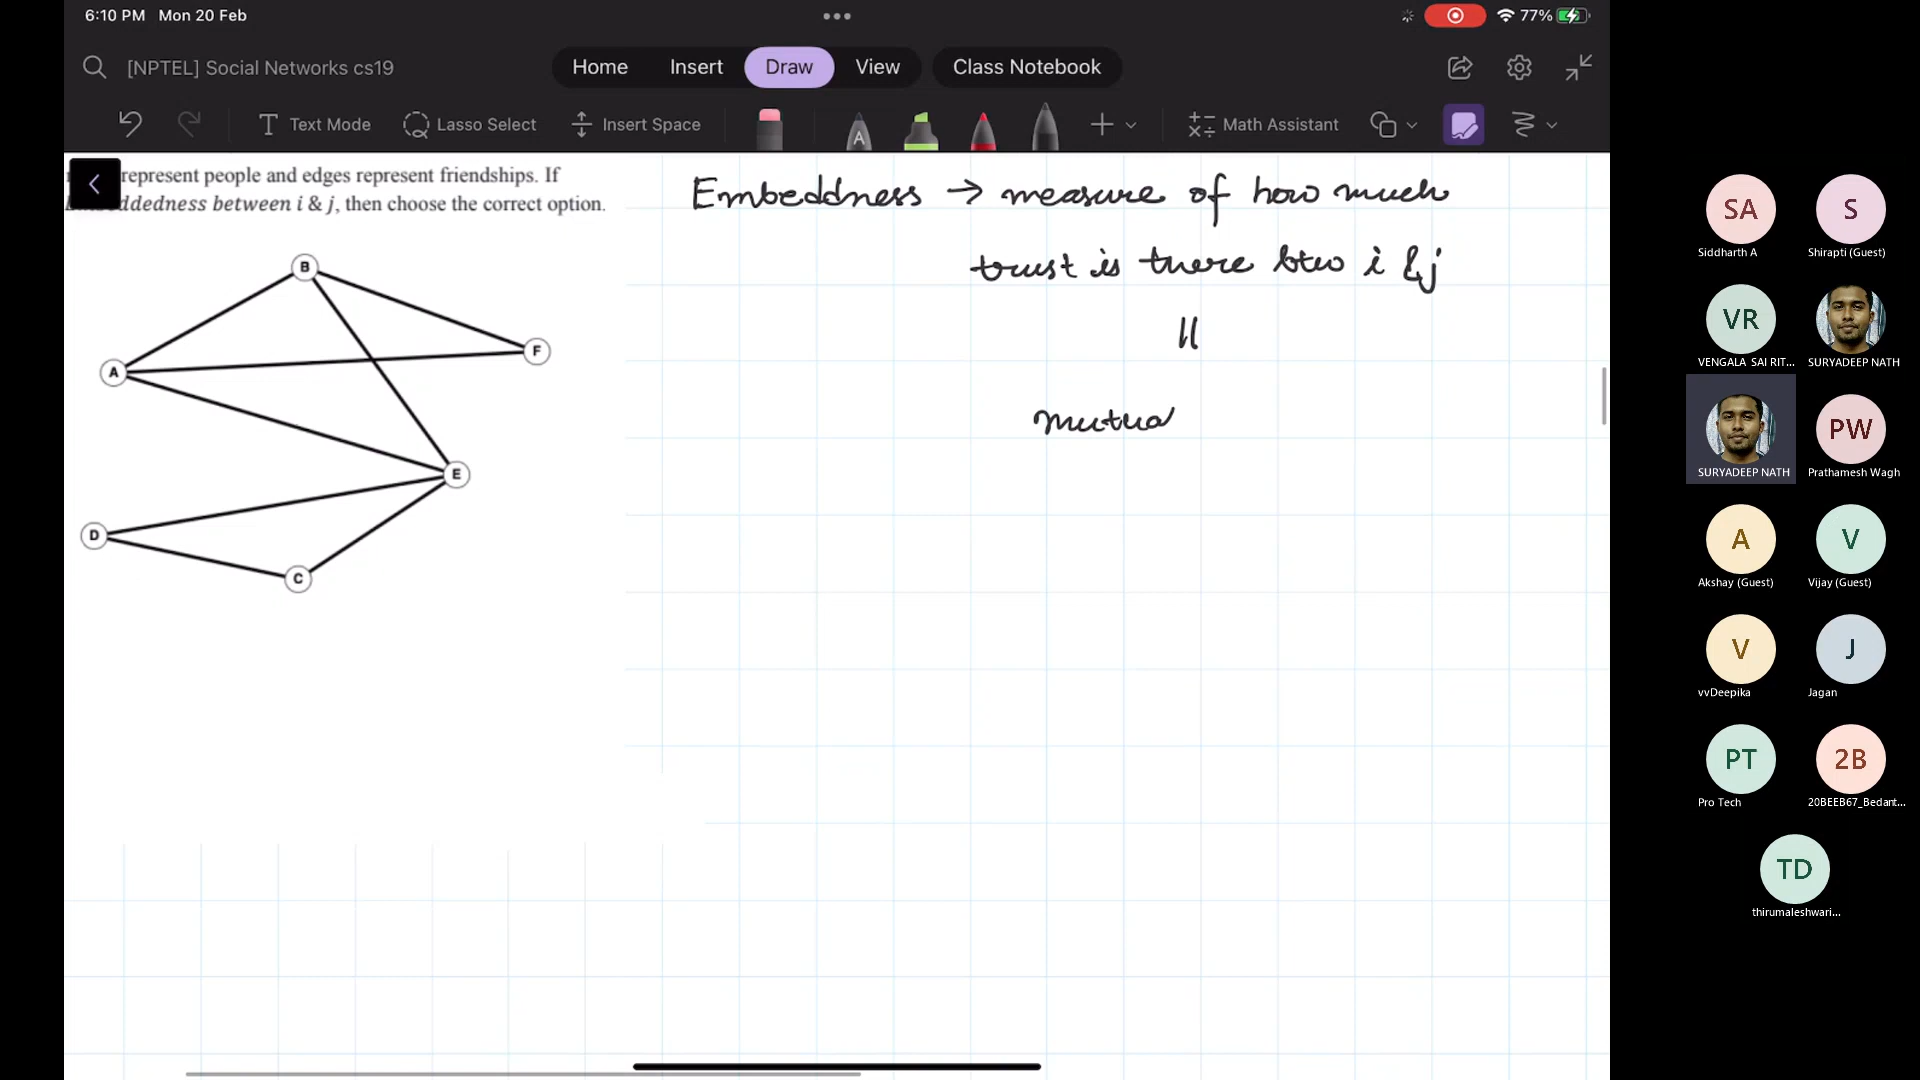 6:10 PM Mon 20 Feb
77%
[NPTEL] Social Networks cs19
Home Insert Draw View Class Notebook
Text Mode Lasso Select Insert Space A Math Assistant
represent people and edges represent friendships. If
ddedness between i & j, then choose the correct option.
B
F
A
E
D
C
Embeddness → measure of how much
trust is there btw i & j
||
mutua
SA S
Siddharth A Shirapti (Guest)
VR
VENGALA SAI RIT... SURYADEEP NATH
PW
SURYADEEP NATH Prathamesh Wagh
A V
Akshay (Guest) Vijay (Guest)
V J
vvDeepika Jagan
PT 2B
Pro Tech 20BEEB67_Bedant...
TD
thirumaleshwari...